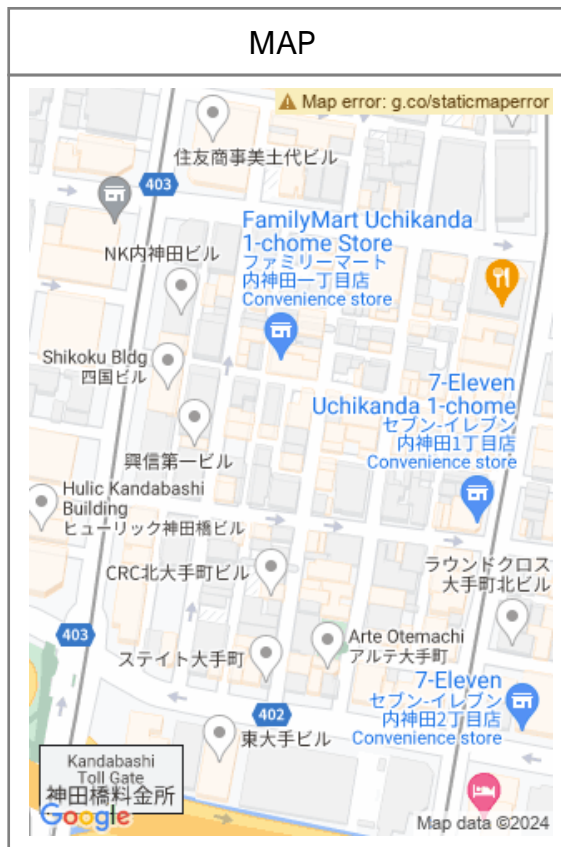 MAP
Map error: g.co/staticmaperror
住友商事美土代ビル
403
FamilyMart Uchikanda
1-chome Store
ファミリーマート
内神田一丁目店
Convenience store
NK内神田ビル
Shikoku Bldg
四国ビル
7-Eleven
Uchikanda 1-chome
セブン-イレブン
内神田1丁目店
Convenience store
興信第一ビル
Hulic Kandabashi
Building
ヒューリック神田橋ビル
CRC北大手町ビル
ラウンドクロス
大手町北ビル
403
Arte Otemachi
アルテ大手町
ステイト大手町
7-Eleven
セブン-イレブン
内神田2丁目店
Convenience store
402
東大手ビル
Kandabashi
Toll Gate
神田橋料金所
Google
Map data ©2024